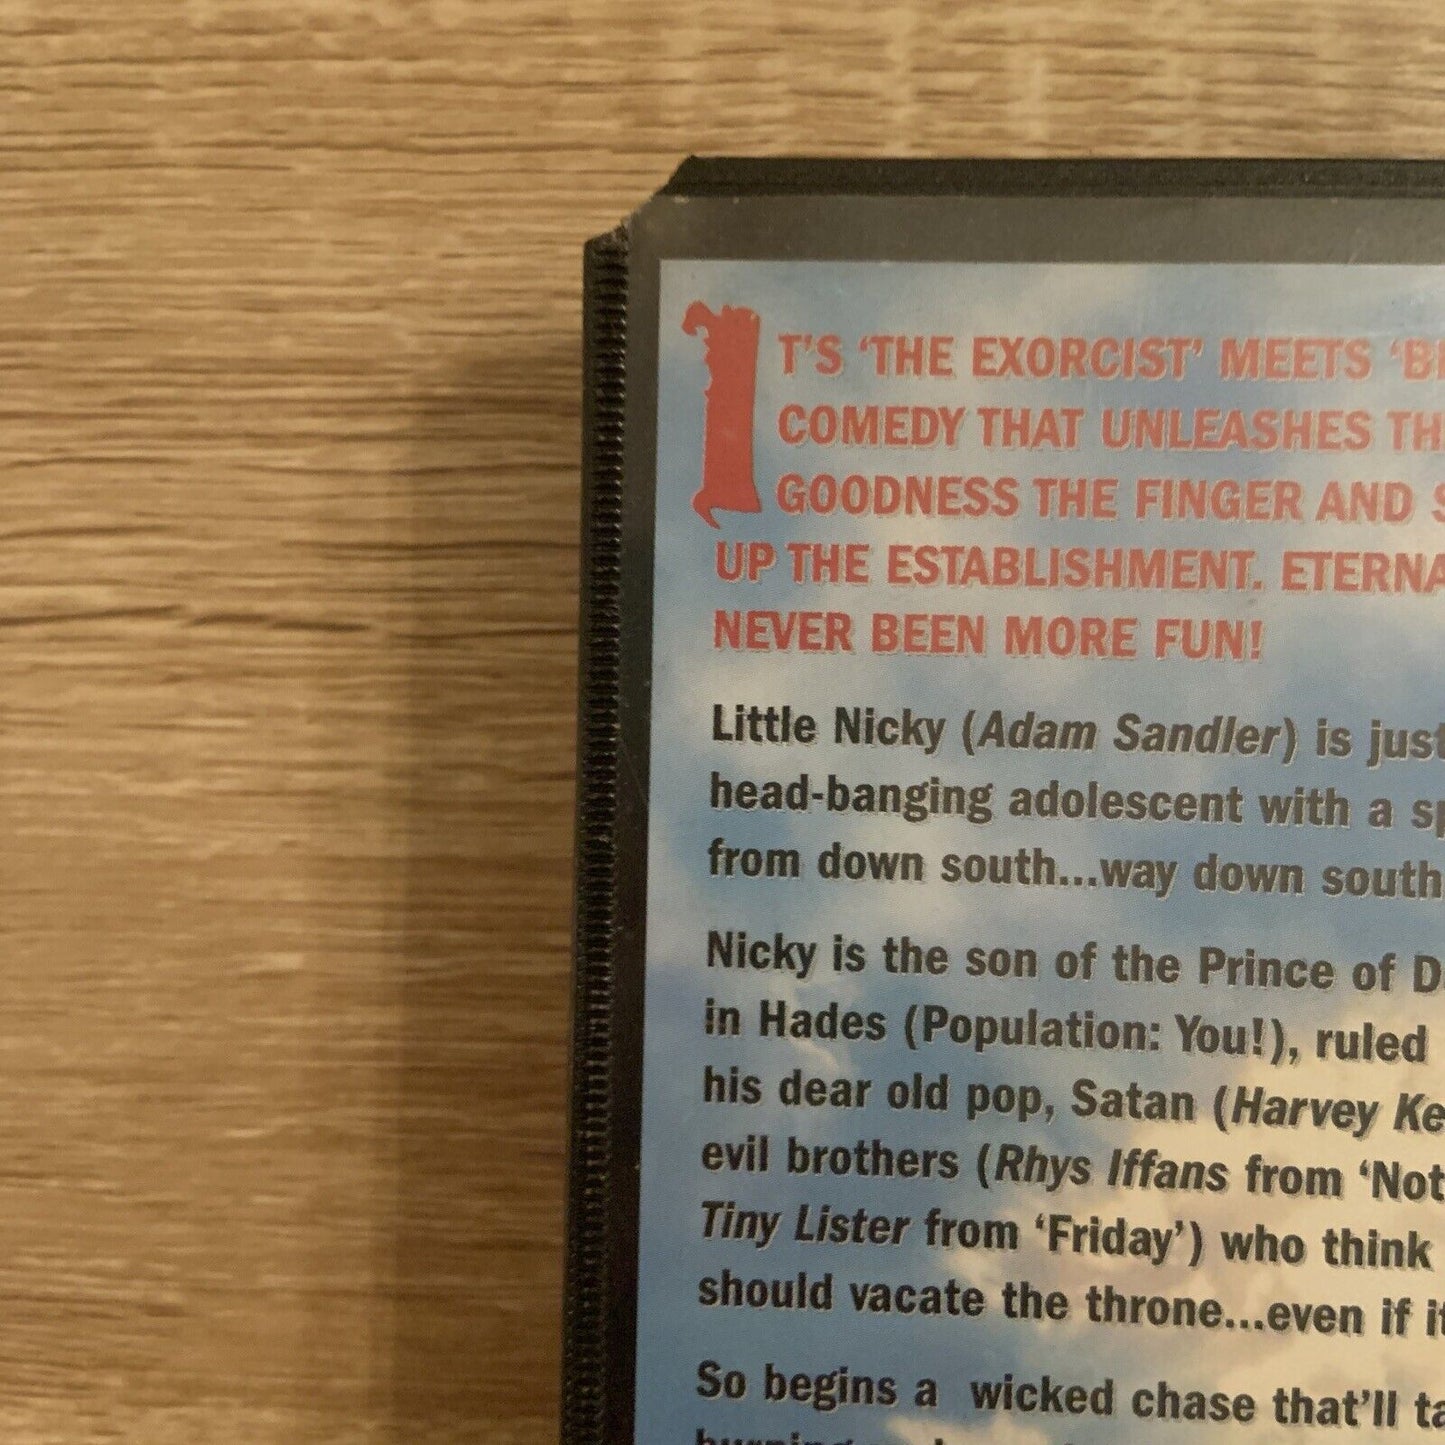 IT'S 'THE EXORCIST' MEETS
COMEDY THAT UNLEASHES
GOODNESS THE FINGER AND
UP THE ESTABLISHMENT.
NEVER BEEN MORE FUN!
Little Nicky (Adam Sandler) is just
head-banging adolescent with a
from down south...way down south
Nicky is the son of the Prince of
in Hades (Population: You!), ruled
his dear old pop, Satan (Harvey
evil brothers (Rhys Iffans from 'Not
Tiny Lister from 'Friday') who think
should vacate the throne...even if
So begins a wicked chase that'll